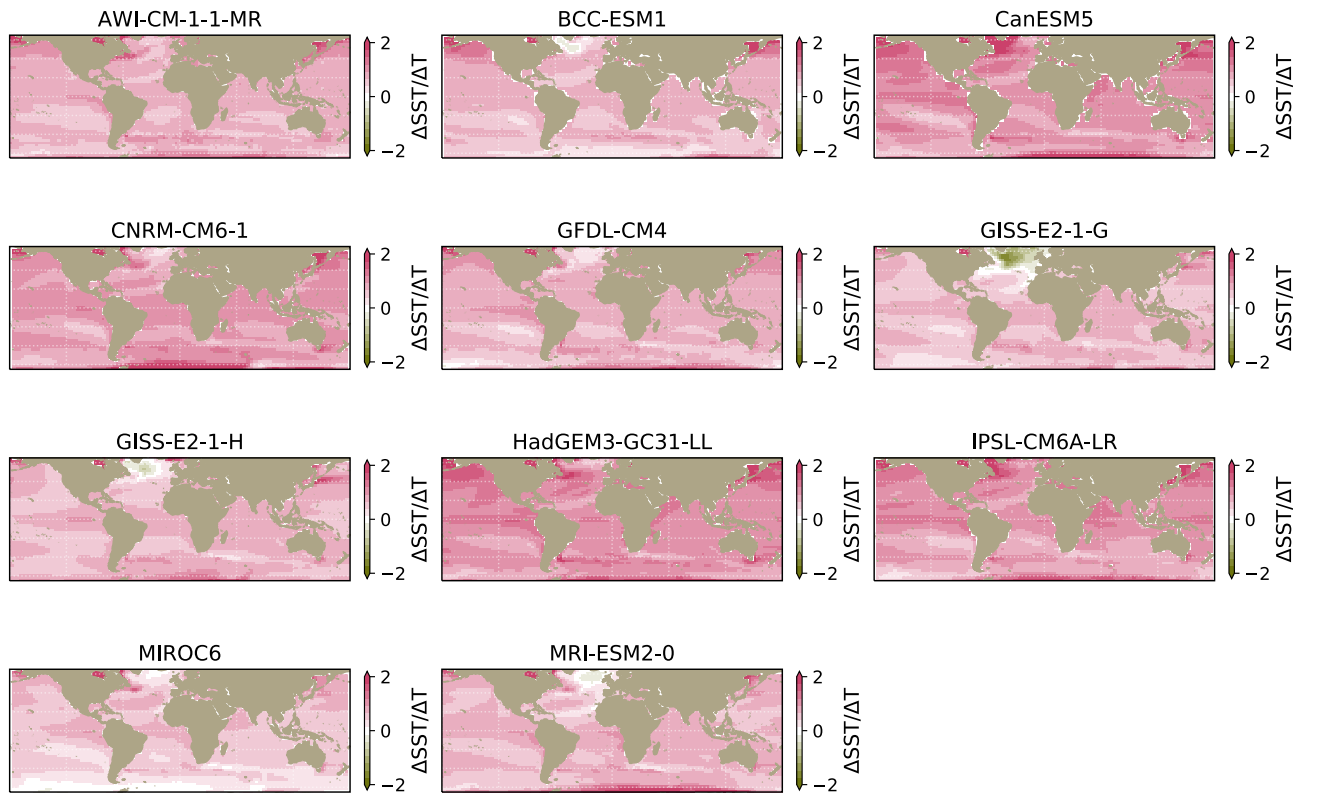 AWI-CM-1-1-MR
2
0
−2
ΔSST/ΔT
BCC-ESM1
2
0
−2
ΔSST/ΔT
CanESM5
2
0
−2
ΔSST/ΔT
CNRM-CM6-1
2
0
−2
ΔSST/ΔT
GFDL-CM4
2
0
−2
ΔSST/ΔT
GISS-E2-1-G
2
0
−2
ΔSST/ΔT
GISS-E2-1-H
2
0
−2
ΔSST/ΔT
HadGEM3-GC31-LL
2
0
−2
ΔSST/ΔT
IPSL-CM6A-LR
2
0
−2
ΔSST/ΔT
MIROC6
2
0
−2
ΔSST/ΔT
MRI-ESM2-0
2
0
−2
ΔSST/ΔT